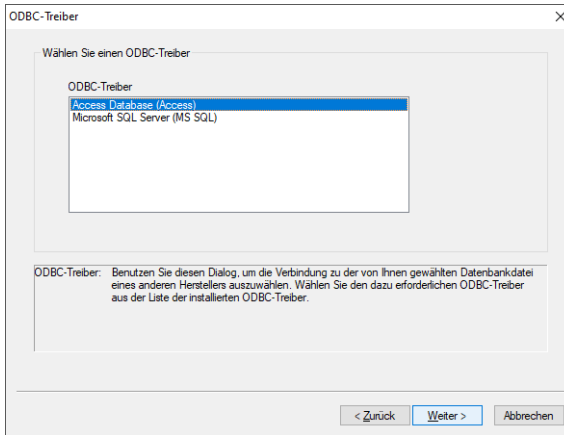 ODBC-Treiber
Wählen Sie einen ODBC-Treiber
ODBC-Treiber
Access Database (Access)
Microsoft SQL Server (MS SQL)
ODBC-Treiber: Benutzen Sie diesen Dialog, um die Verbindung zu der von Ihnen gewählten Datenbankdatei
eines anderen Herstellers auszuwählen. Wählen Sie den dazu erforderlichen ODBC-Treiber
aus der Liste der installierten ODBC-Treiber.
< Zurück Weiter > Abbrechen